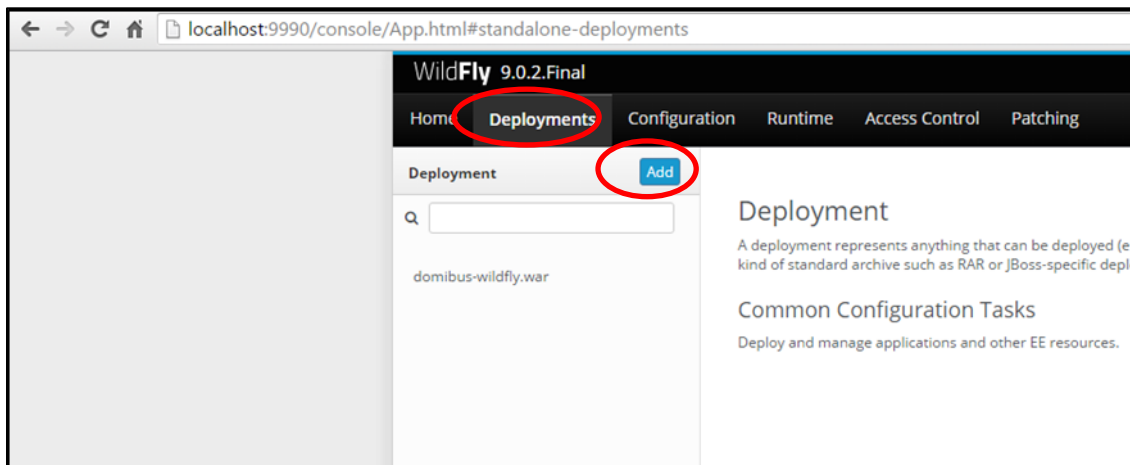 localhost:9990/console/App.html#standalone-deployments
WildFly 9.0.2.Final
Home Deployments Configuration Runtime Access Control Patching
Deployment Add
Deployment
A deployment represents anything that can be deployed (e
kind of standard archive such as RAR or JBoss-specific depl
domibus-wildfly.war
Common Configuration Tasks
Deploy and manage applications and other EE resources.